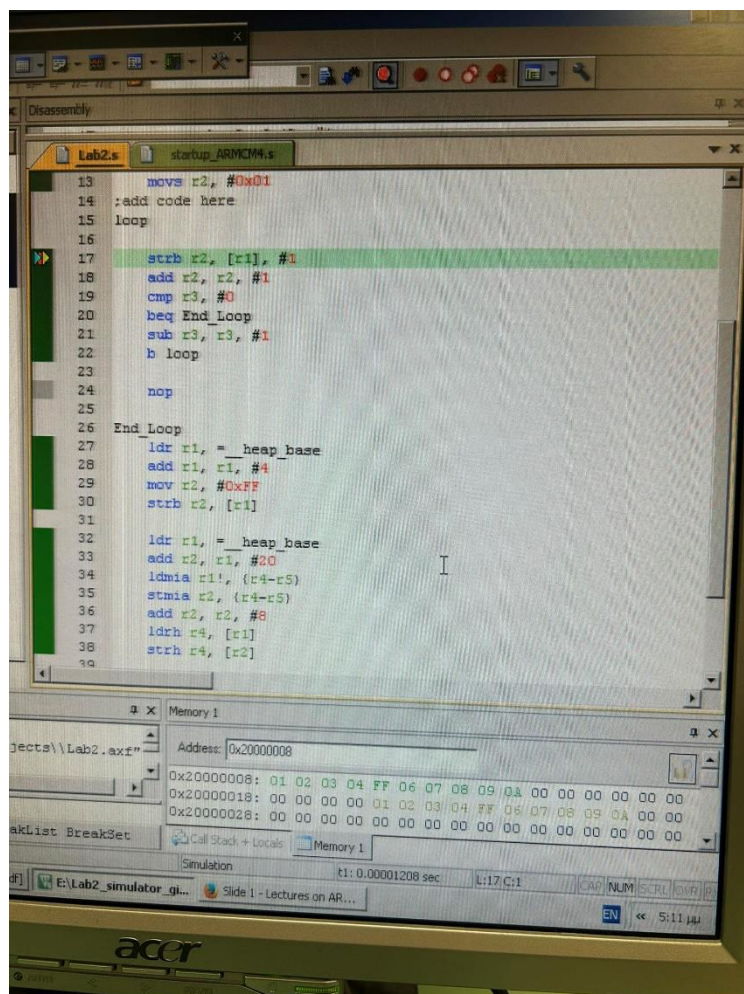 Disassembly
Lab2.s startup_ARMCM4.s
13 movs r2, #0x01
14 ;add code here
15 loop
16
17 strb r2, [r1], #1
18 add r2, r2, #1
19 cmp r3, #0
20 beq End_Loop
21 sub r3, r3, #1
22 b loop
23
24 nop
25
26 End_Loop
27 ldr r1, =__heap_base
28 add r1, r1, #4
29 mov r2, #0xFF
30 strb r2, [r1]
31
32 ldr r1, =__heap_base
33 add r2, r1, #20
34 ldmia r1!, {r4-r5}
35 stmia r2, {r4-r5}
36 add r2, r2, #8
37 ldrh r4, [r1]
38 strh r4, [r2]
39
Memory 1
jects\\Lab2.axf"
Address: 0x20000008
0x20000008: 01 02 03 04 FF 06 07 08 09 0A 00 00 00 00 00 00
0x20000018: 00 00 00 00 01 02 03 04 FF 06 07 08 09 0A 00 00
0x20000028: 00 00 00 00 00 00 00 00 00 00 00 00 00 00 00 00
akList BreakSet
Call Stack + Locals Memory 1
Simulation t1: 0.00001208 sec L:17 C:1 CAP NUM SCRL OVR
df] E:\Lab2_simulator_gi... Slide 1 - Lectures on AR...
EN « 5:11 μμ
acer